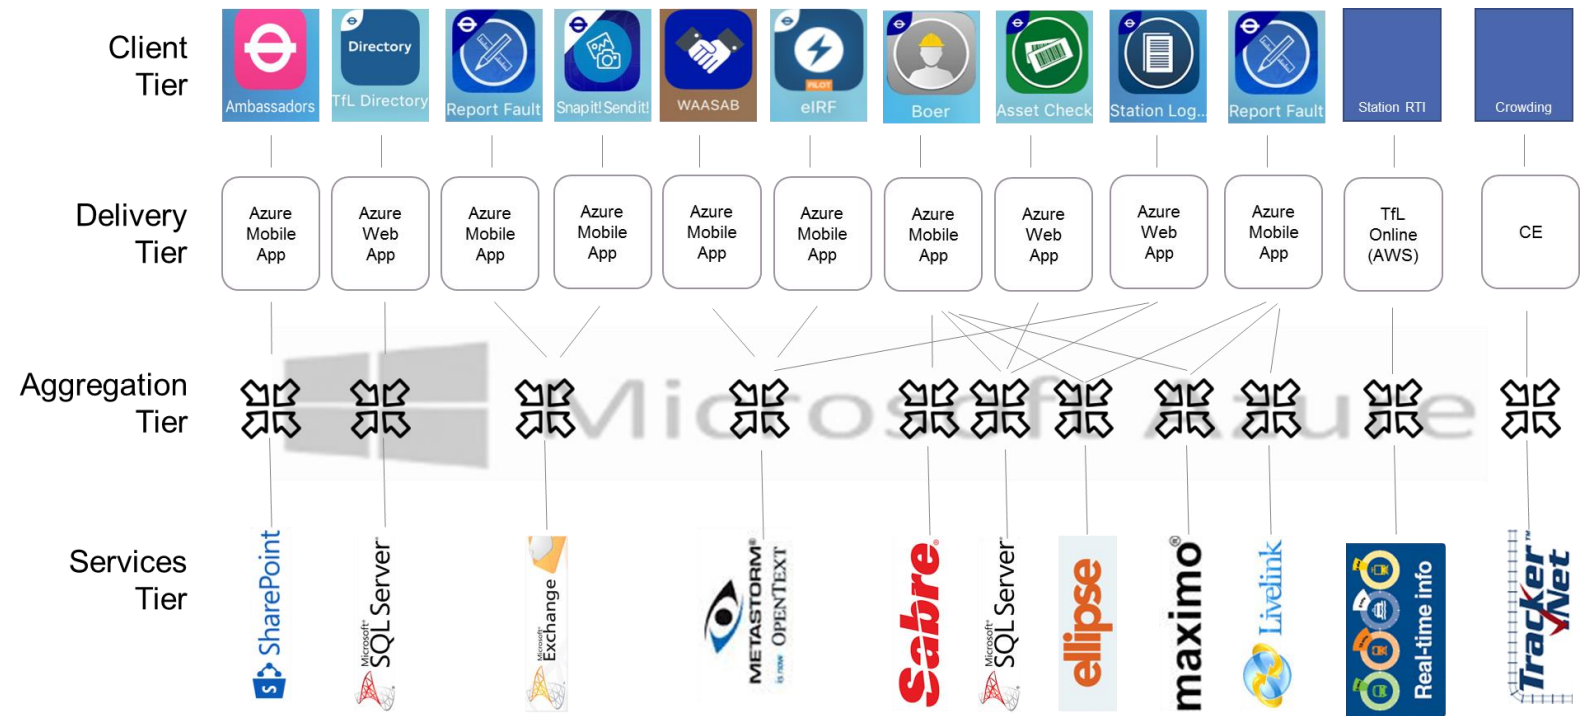 Client
Tier
Ambassadors
Directory
TfL Directory
Report Fault
Snapit! Sendit!
WAASAB
PILOT
eIRF
Boer
Asset Check
Station Log...
Report Fault
Station RTI
Crowding
Delivery
Tier
Azure
Mobile
App
Azure
Web
App
Azure
Mobile
App
Azure
Mobile
App
Azure
Mobile
App
Azure
Mobile
App
Azure
Mobile
App
Azure
Web
App
Azure
Web
App
Azure
Mobile
App
TfL
Online
(AWS)
CE
Aggregation
Tier
Microsoft Azure
Services
Tier
S
SharePoint
Microsoft®
SQL Server®
Microsoft®
Exchange
METASTORM®
is now OPENTEXT
Sabre®
Microsoft®
SQL Server®
ellipse
maximo®
Livelink
Real-time info
Tracker™
Net